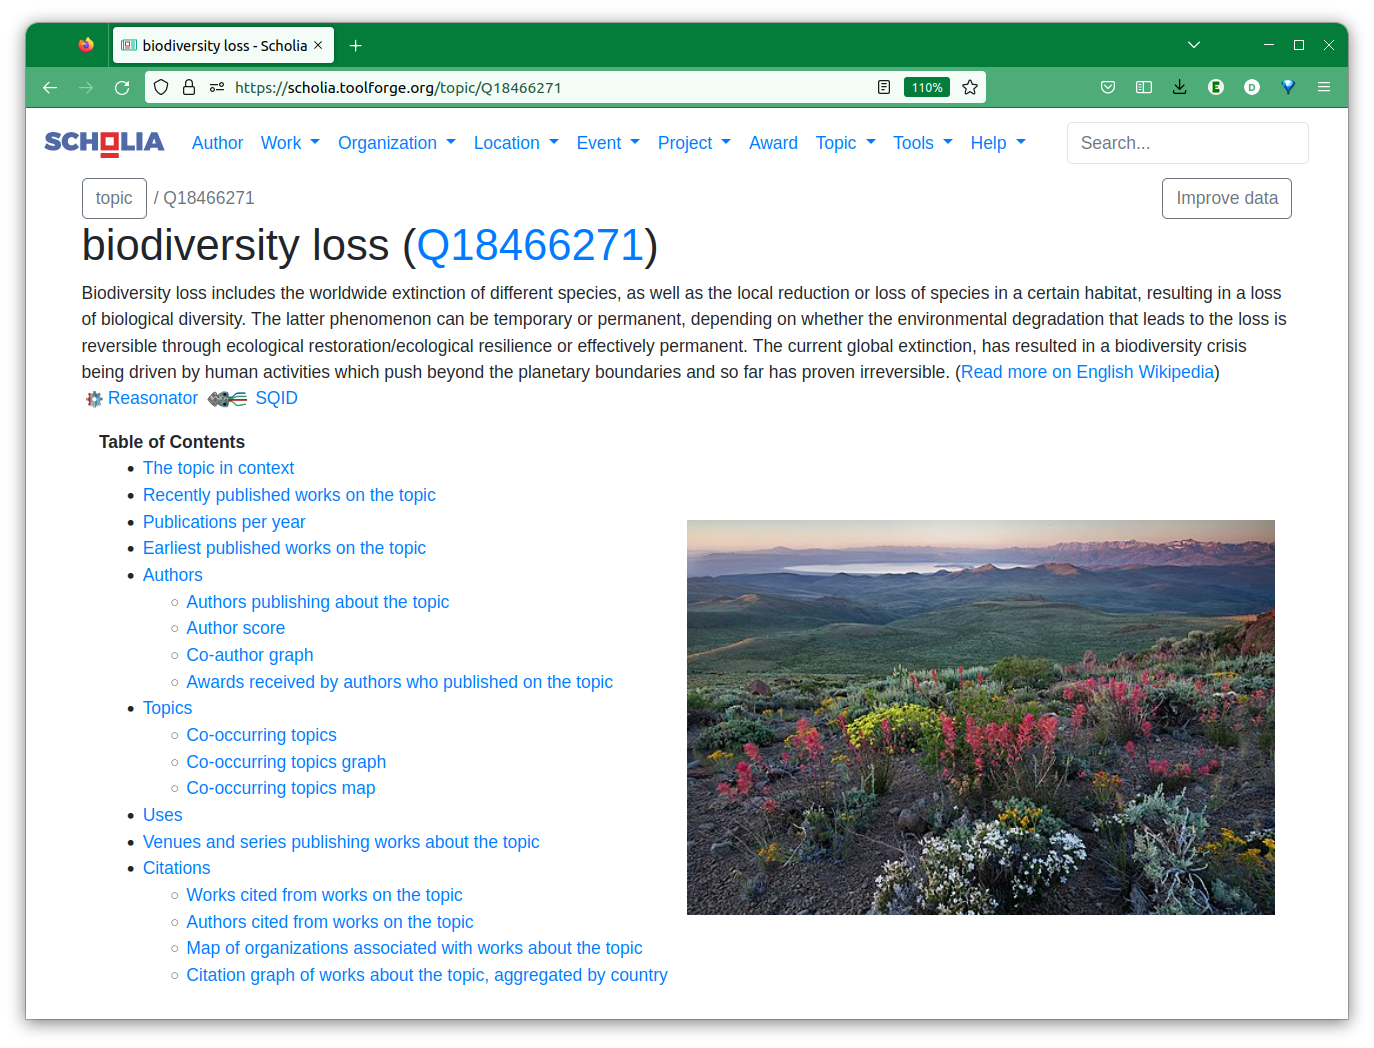 biodiversity loss - Scholia
https://scholia.toolforge.org/topic/Q18466271
110%
E
D
SCHOLIA
Author Work Organization Location Event Project Award Topic Tools Help
Search...
topic / Q18466271
Improve data
biodiversity loss (Q18466271)
Biodiversity loss includes the worldwide extinction of different species, as well as the local reduction or loss of species in a certain habitat, resulting in a loss
of biological diversity. The latter phenomenon can be temporary or permanent, depending on whether the environmental degradation that leads to the loss is
reversible through ecological restoration/ecological resilience or effectively permanent. The current global extinction, has resulted in a biodiversity crisis
being driven by human activities which push beyond the planetary boundaries and so far has proven irreversible. (Read more on English Wikipedia)
Reasonator SQID
Table of Contents
The topic in context
Recently published works on the topic
Publications per year
Earliest published works on the topic
Authors
Authors publishing about the topic
Author score
Co-author graph
Awards received by authors who published on the topic
Topics
Co-occurring topics
Co-occurring topics graph
Co-occurring topics map
Uses
Venues and series publishing works about the topic
Citations
Works cited from works on the topic
Authors cited from works on the topic
Map of organizations associated with works about the topic
Citation graph of works about the topic, aggregated by country